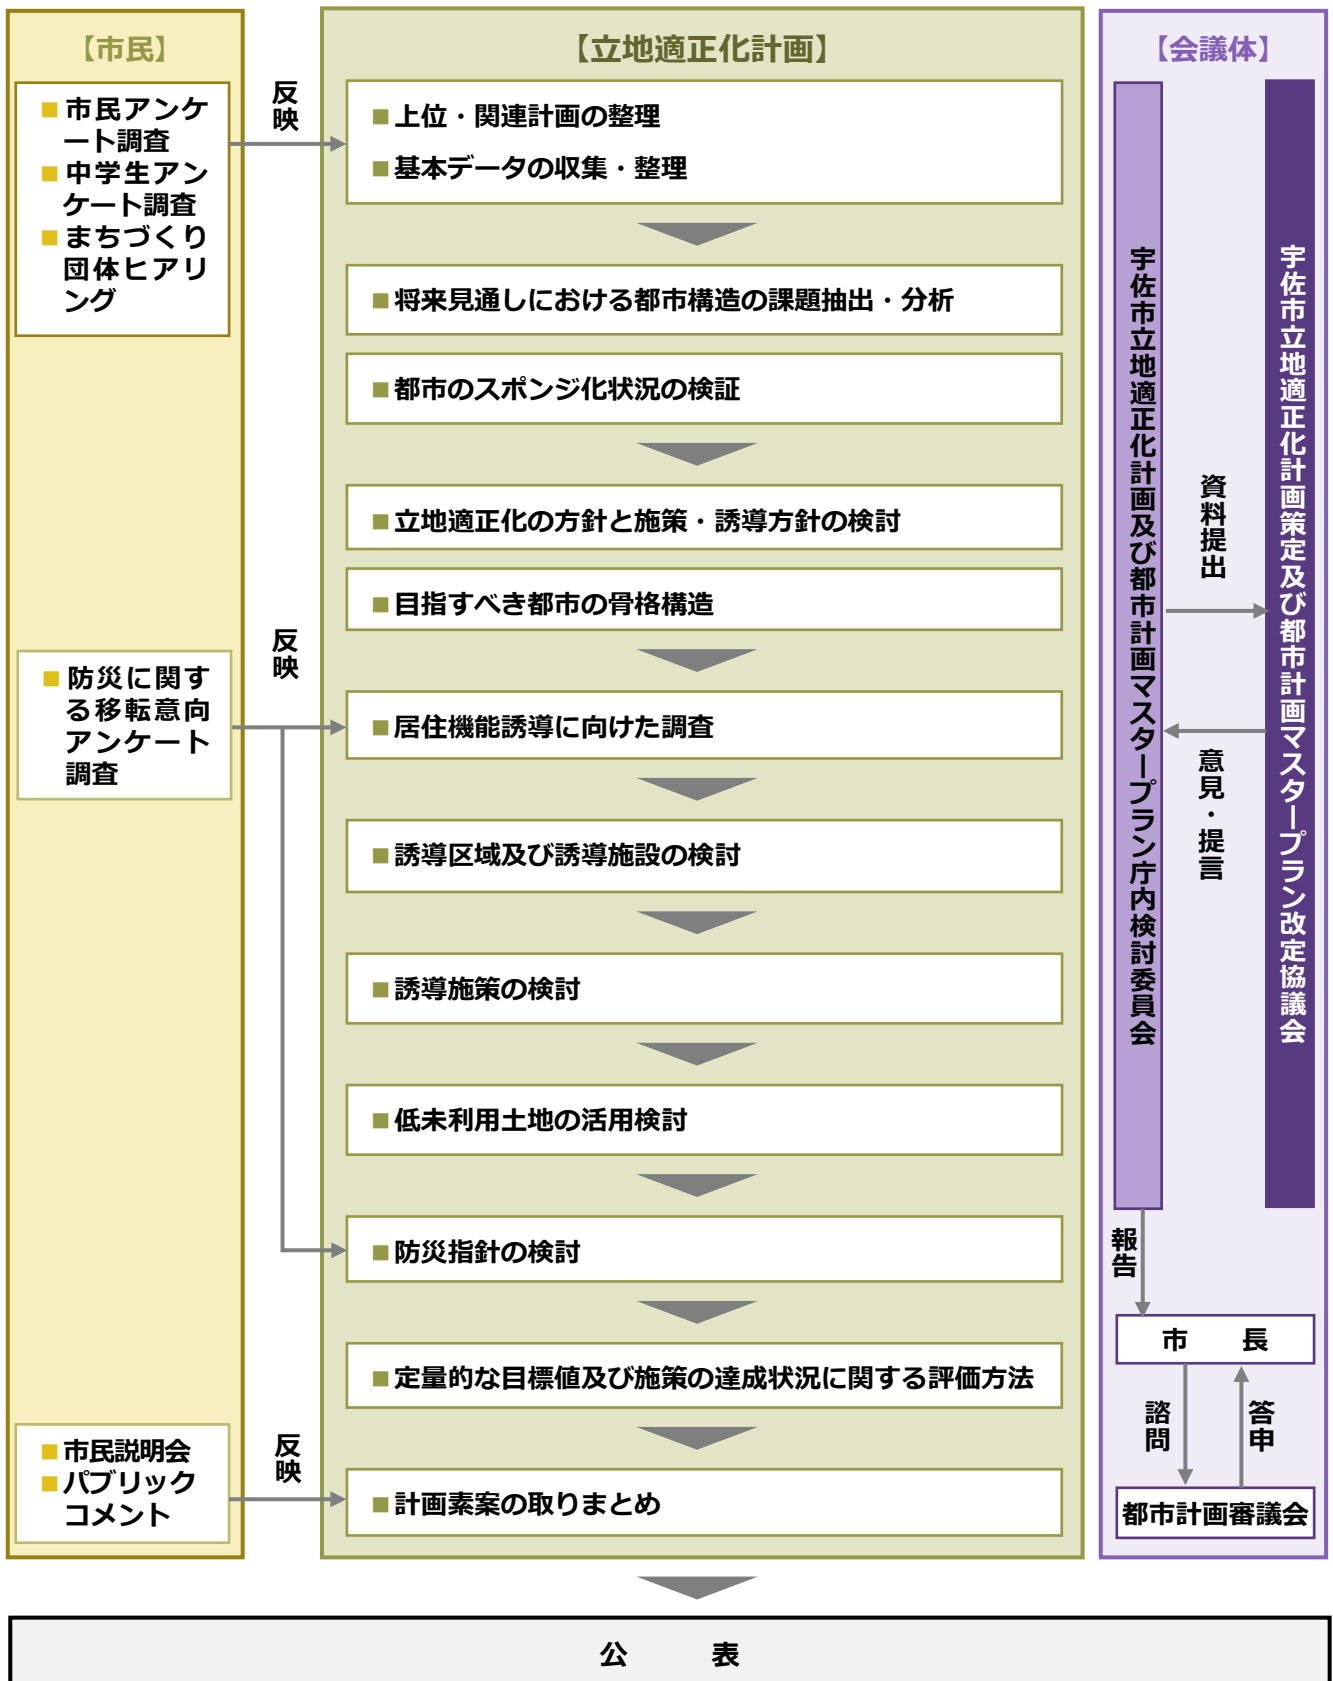 【市民】
■市民アンケ
ート調査
■中学生アン
ケート調査
■まちづくり
団体ヒアリ
ング
反映
■防災に関す
る移転意向
アンケート
調査
反映
■市民説明会
■パブリック
コメント
反映
【立地適正化計画】
■上位・関連計画の整理
■基本データの収集・整理
■将来見通しにおける都市構造の課題抽出・分析
■都市のスポンジ化状況の検証
■立地適正化の方針と施策・誘導方針の検討
■目指すべき都市の骨格構造
■居住機能誘導に向けた調査
■誘導区域及び誘導施設の検討
■誘導施策の検討
■低未利用土地の活用検討
■防災指針の検討
■定量的な目標値及び施策の達成状況に関する評価方法
■計画素案の取りまとめ
【会議体】
宇佐市立地適正化計画及び都市計画マスタープラン庁内検討委員会
資料提出
意見・提言
宇佐市立地適正化計画策定及び都市計画マスタープラン改定協議会
報告
市　長
諮問
答申
都市計画審議会
公　表